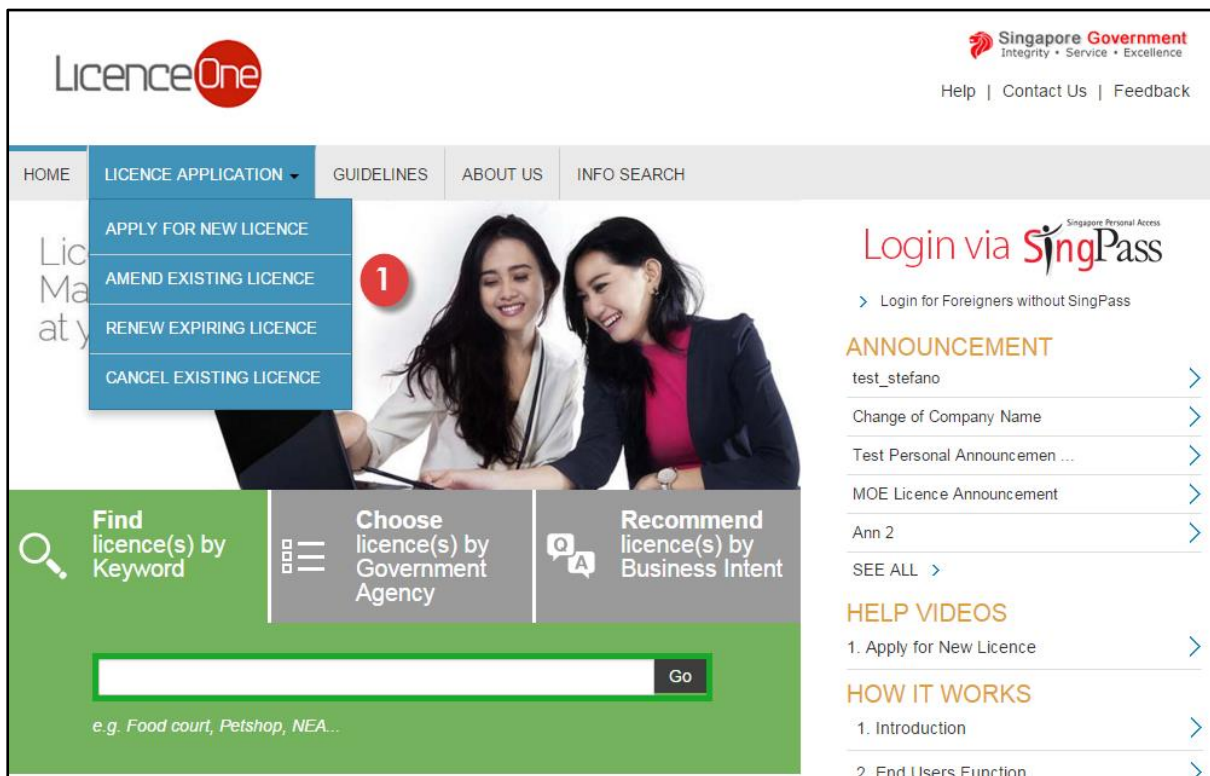 LicenceOne
Singapore Government
Integrity • Service • Excellence
Help | Contact Us | Feedback
HOME
LICENCE APPLICATION
GUIDELINES
ABOUT US
INFO SEARCH
APPLY FOR NEW LICENCE
AMEND EXISTING LICENCE
RENEW EXPIRING LICENCE
CANCEL EXISTING LICENCE
1
Lic
Ma
at y
Singapore Personal Access
Login via SingPass
Login for Foreigners without SingPass
ANNOUNCEMENT
test_stefano
Change of Company Name
Test Personal Announcemen ...
MOE Licence Announcement
Ann 2
SEE ALL
Find
licence(s) by
Keyword
Choose
licence(s) by
Government
Agency
Q
A
Recommend
licence(s) by
Business Intent
Go
e.g. Food court, Petshop, NEA...
HELP VIDEOS
1. Apply for New Licence
HOW IT WORKS
1. Introduction
2. End Users Function